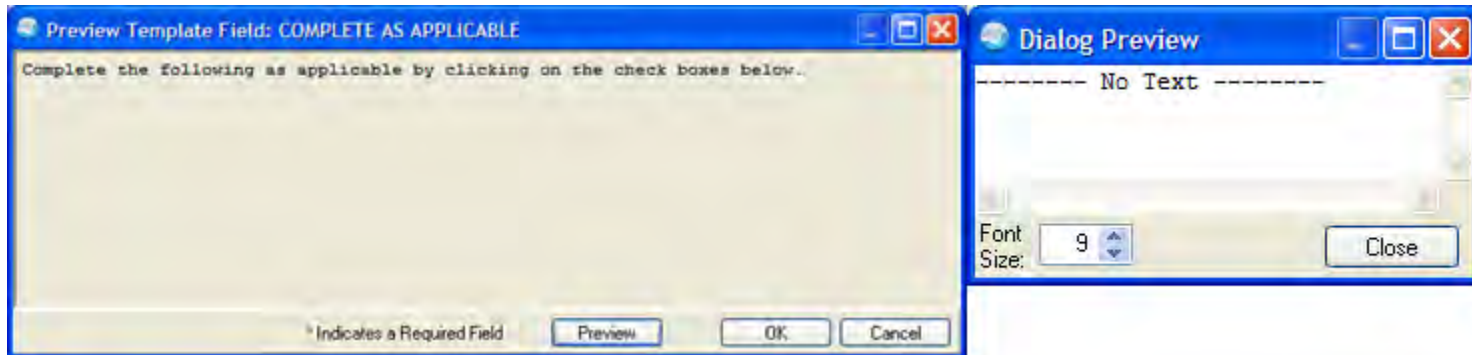 Preview Template Field: COMPLETE AS APPLICABLE
Complete the following as applicable by clicking on the check boxes below.
* Indicates a Required Field
Preview
OK
Cancel
Dialog Preview
-------- No Text --------
Font
Size:
9
Close